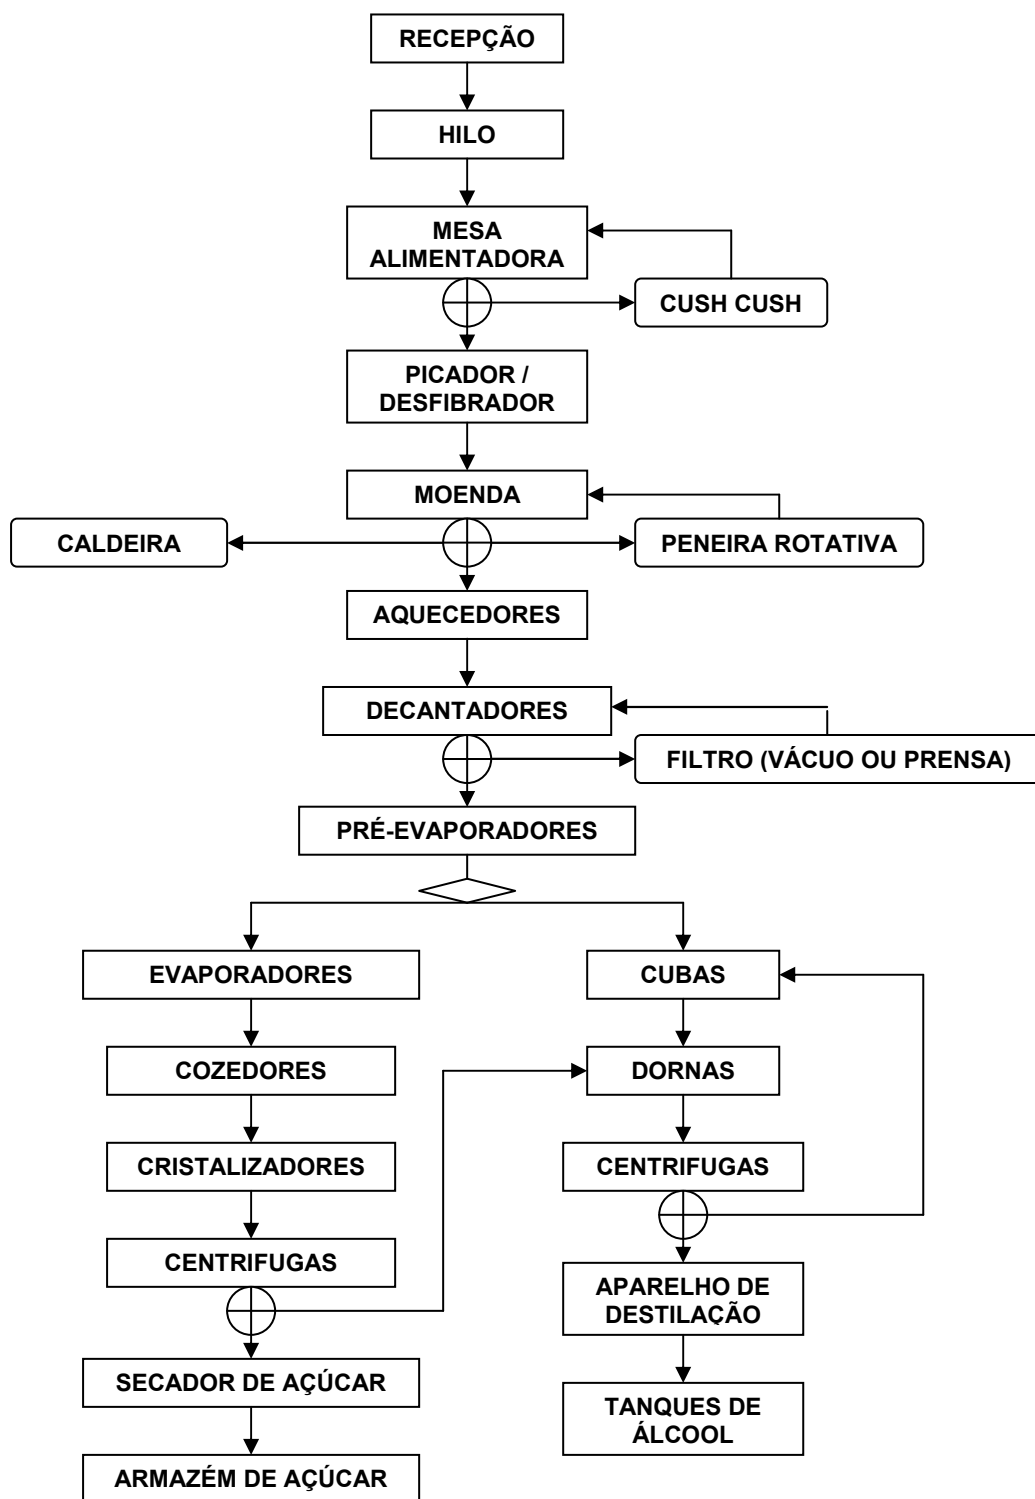 RECEPÇÃO
HILO
MESA
ALIMENTADORA
CUSH CUSH
PICADOR /
DESFIBRADOR
MOENDA
CALDEIRA
PENEIRA ROTATIVA
AQUECEDORES
DECANTADORES
FILTRO (VÁCUO OU PRENSA)
PRÉ-EVAPORADORES
EVAPORADORES
CUBAS
COZEDORES
DORNAS
CRISTALIZADORES
CENTRIFUGAS
CENTRIFUGAS
APARELHO DE
DESTILAÇÃO
SECADOR DE AÇÚCAR
TANQUES DE
ÁLCOOL
ARMAZÉM DE AÇÚCAR